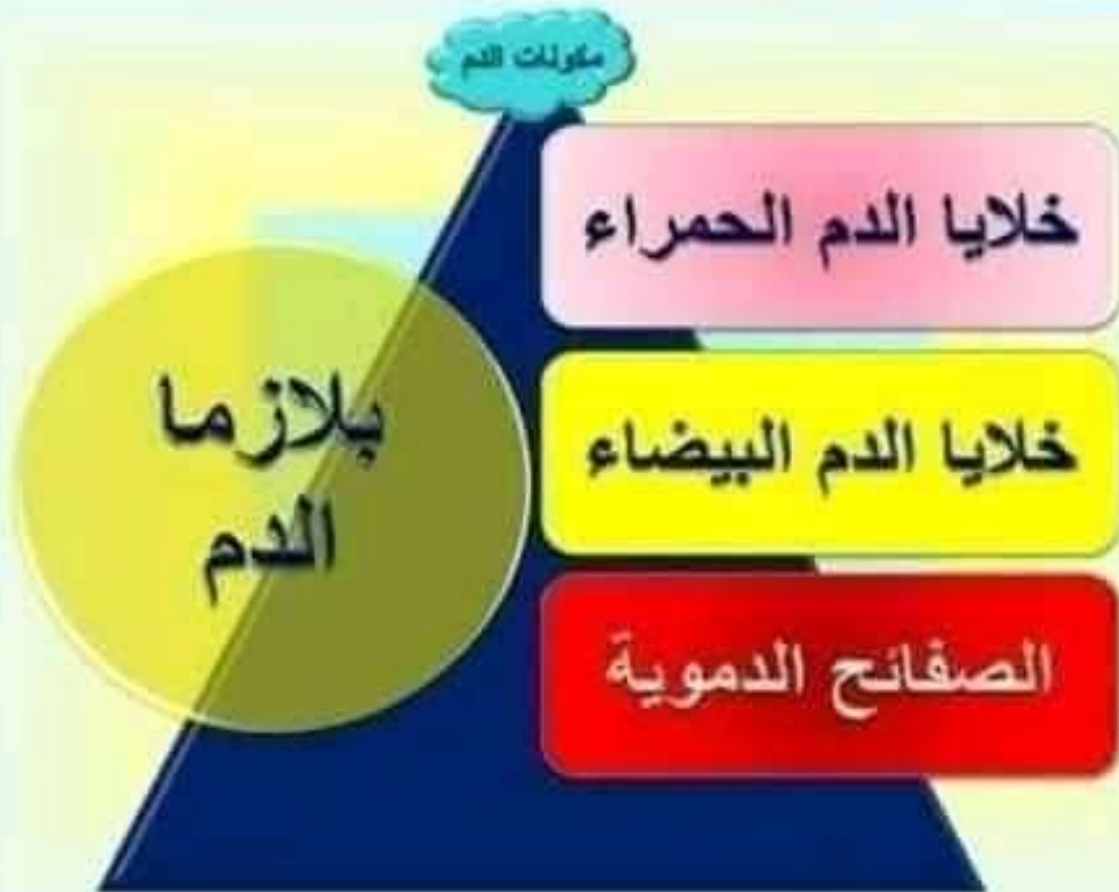 مكونات الدم
خلايا الدم الحمراء
خلايا الدم البيضاء
الصفائح الدموية
بلازما
الدم